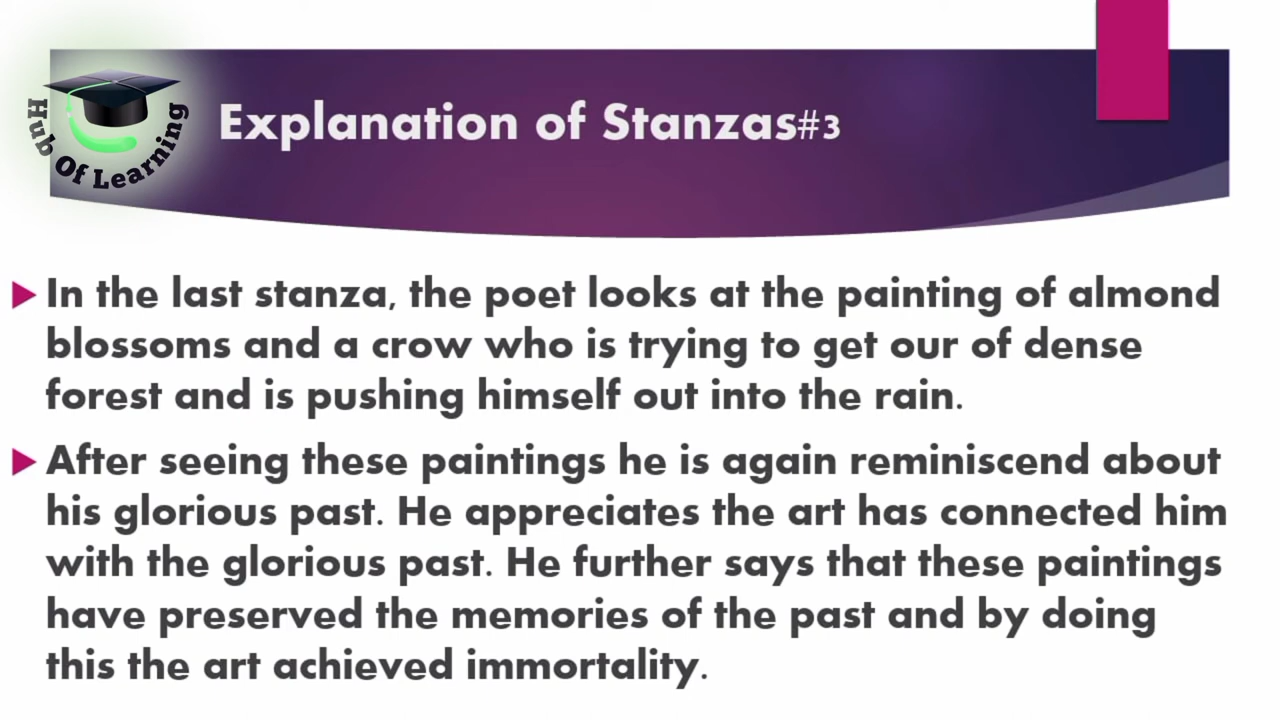 Hub Of Learning
Explanation of Stanzas#3
In the last stanza, the poet looks at the painting of almond
blossoms and a crow who is trying to get our of dense
forest and is pushing himself out into the rain.
After seeing these paintings he is again reminiscend about
his glorious past. He appreciates the art has connected him
with the glorious past. He further says that these paintings
have preserved the memories of the past and by doing
this the art achieved immortality.